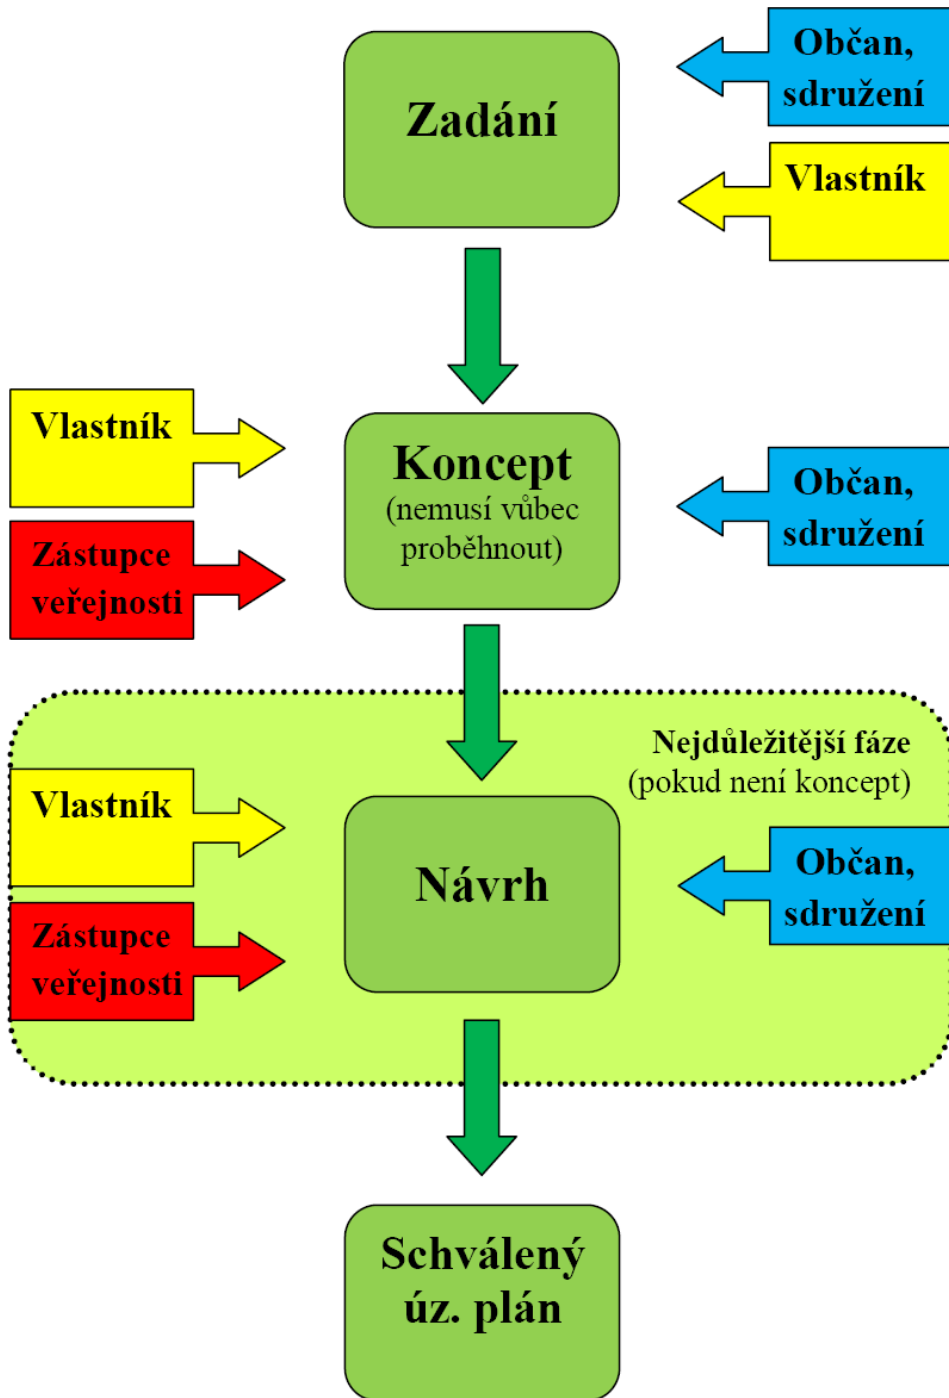 Zadání
Občan,
sdružení
Vlastník
Vlastník
Zástupce
veřejnosti
Koncept
(nemusí vůbec
proběhnout)
Občan,
sdružení
Nejdůležitější fáze
(pokud není koncept)
Vlastník
Zástupce
veřejnosti
Návrh
Občan,
sdružení
Schválený
úz. plán